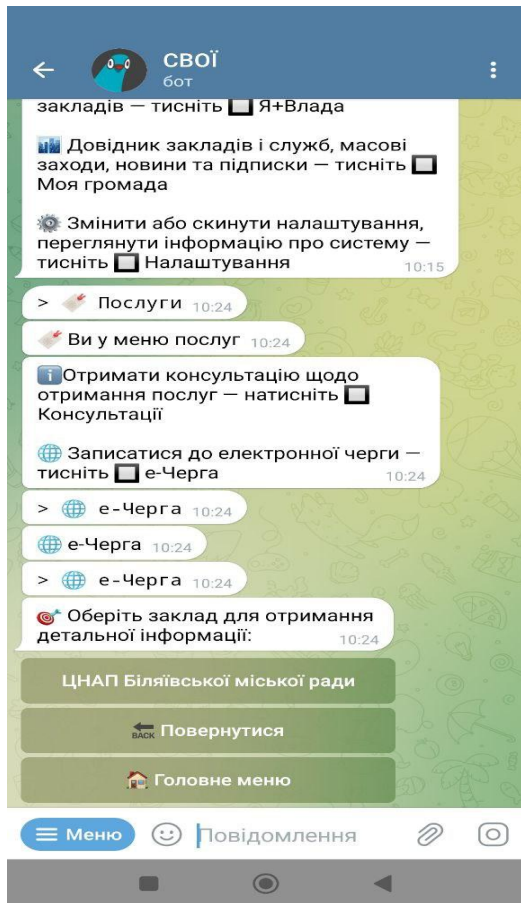 СВОЇ
бот
закладів — тисніть Я+Влада
Довідник закладів і служб, масові
заходи, новини та підписки — тисніть
Моя громада
Змінити або скинути налаштування,
переглянути інформацію про систему —
тисніть Налаштування 10:15
> Послуги 10:24
Ви у меню послуг 10:24
Отримати консультацію щодо
отримання послуг — натисніть
Консультації
Записатися до електронної черги —
тисніть е-Черга 10:24
> е-Черга 10:24
е-Черга 10:24
> е-Черга 10:24
Оберіть заклад для отримання
детальної інформації: 10:24
ЦНАП Біляївської міської ради
BACK Повернутися
Головне меню
Меню Повідомлення